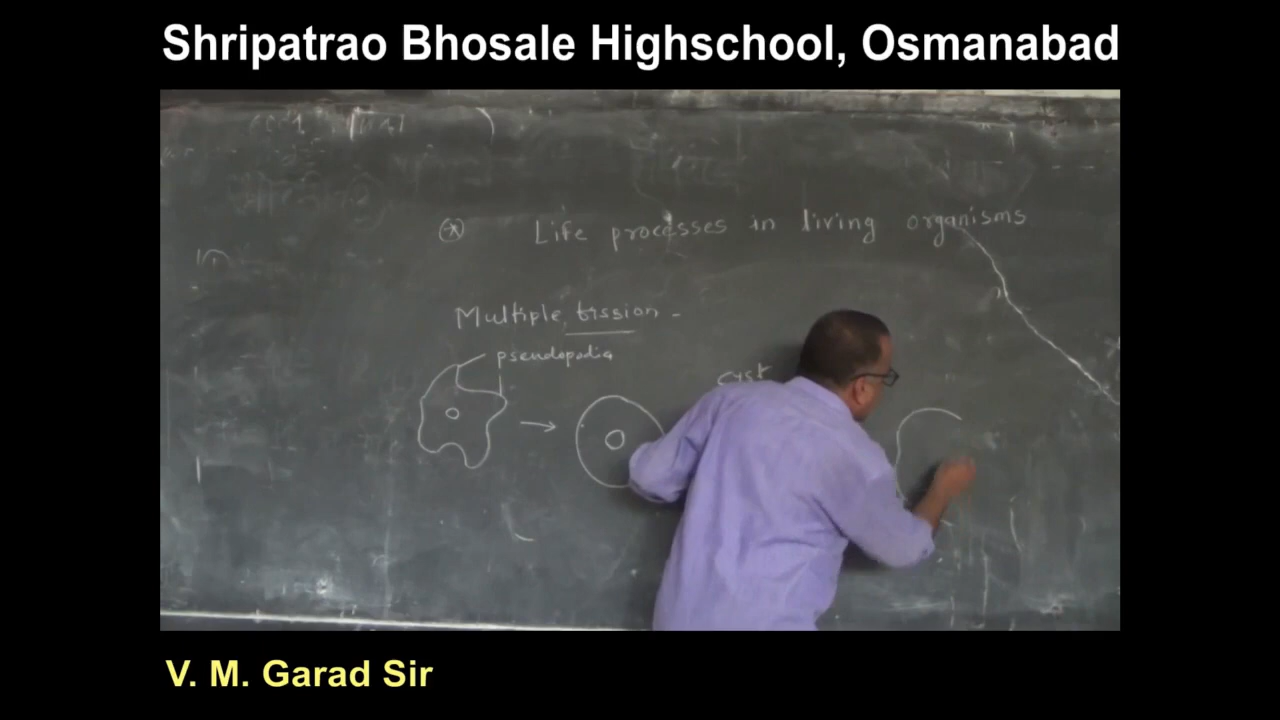 Shripatrao Bhosale Highschool, Osmanabad
Life processes in living organisms
Multiple fission -
pseudopodia
cyst
V. M. Garad Sir